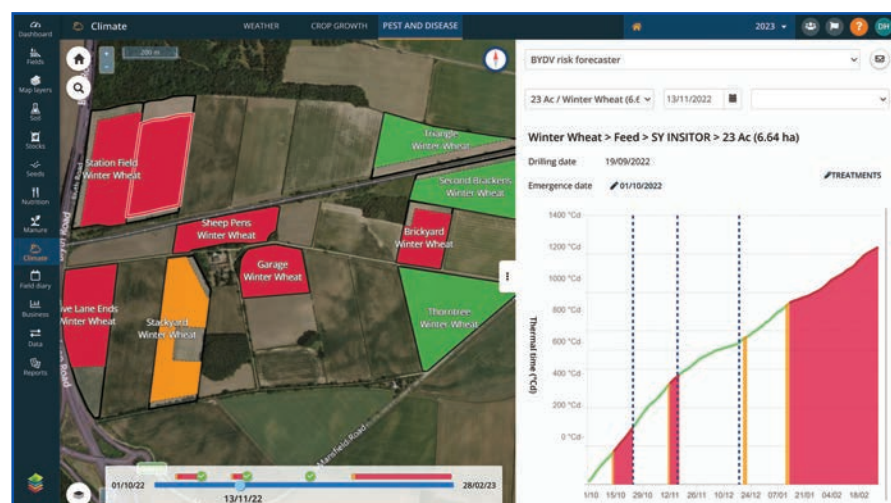 Climate
WEATHER
CROP GROWTH
PEST AND DISEASE
2023
?
DH
Dashboard
Fields
Map layers
Soil
Stocks
Seeds
Nutrition
Manure
Climate
Field diary
Business
Data
Reports
200 m
Triangle
Winter Wheat
Station Field
Winter Wheat
Second Brackens
Winter Wheat
Sheep Pens
Winter Wheat
Brickyard
Winter Wheat
Garage
Winter Wheat
ive Lane Ends
Winter Wheat
Stackyard
Winter Wheat
Thorntree
Winter Wheat
Mansfield Road
01/10/22
13/11/22
28/02/23
BYDV risk forecaster
23 Ac / Winter Wheat (6.6
13/11/2022
Winter Wheat > Feed > SY INSITOR > 23 Ac (6.64 ha)
Drilling date 19/09/2022
TREATMENTS
Emergence date 01/10/2022
Thermal time (°Cd)
1400 °Cd
1200 °Cd
1000 °Cd
800 °Cd
600 °Cd
400 °Cd
200 °Cd
0 °Cd
1/10 15/10 29/10 12/11 26/11 10/12 24/12 07/01 21/01 04/02 18/02